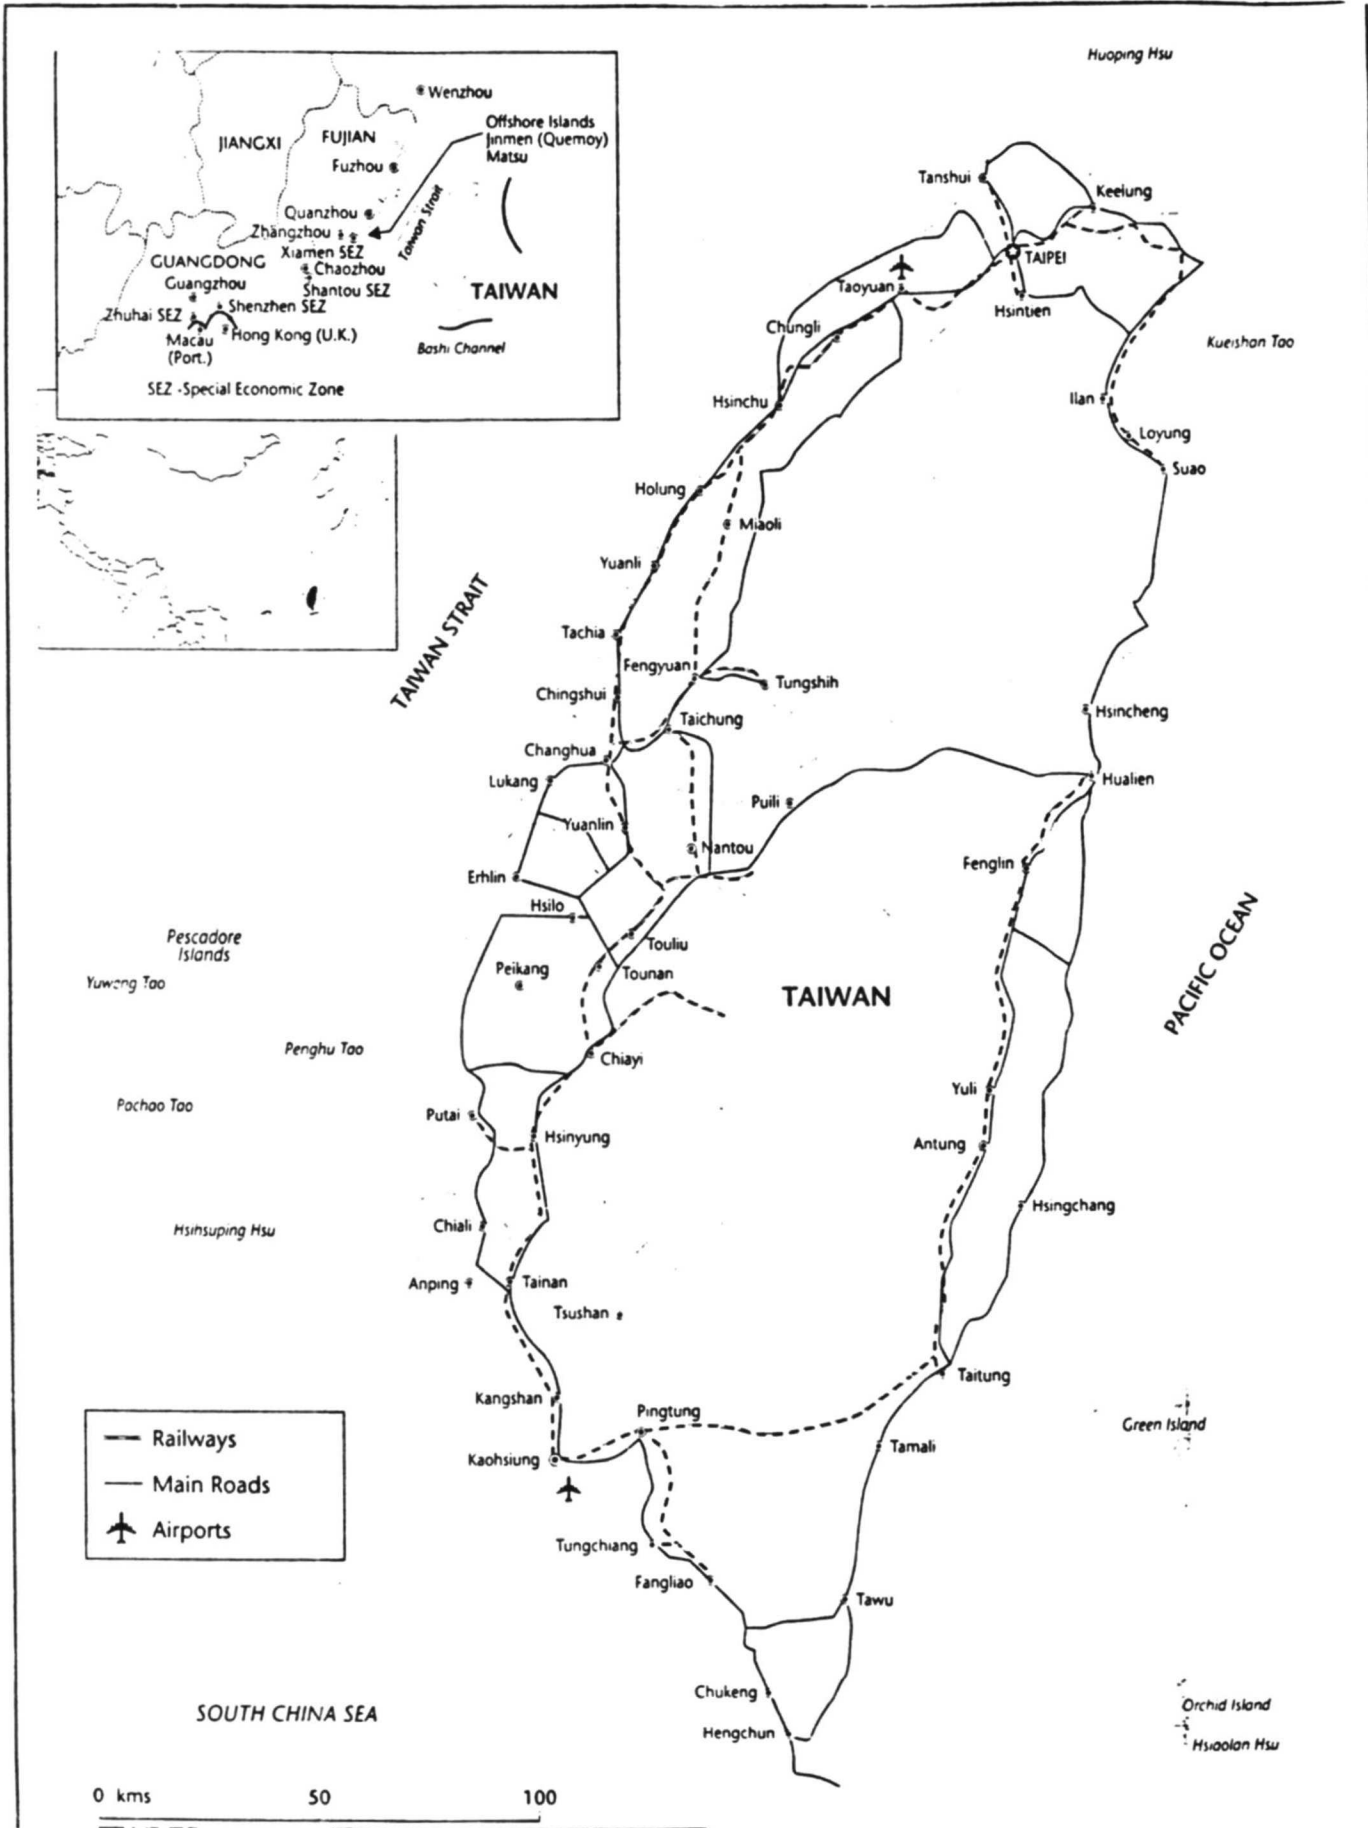 Huoping Hsu
Wenzhou
Offshore Islands
Jinmen (Quemoy)
Matsu
JIANGXI
FUJIAN
Fuzhou
Quanzhou
Zhangzhou
Xiamen SEZ
Taiwan Strait
GUANGDONG
Chaozhou
Guangzhou
Shantou SEZ
TAIWAN
Shenzhen SEZ
Zhuhai SEZ
Hong Kong (U.K.)
Macau
(Port.)
Bashi Channel
SEZ -Special Economic Zone
Tanshui
Keelung
TAIPEI
Taoyuan
Hsintien
Chungli
Kueishan Tao
Hsinchu
Ilan
Loyung
Suao
Holung
Miaoli
Yuanli
TAIWAN STRAIT
Tachia
Fengyuan
Tungshih
Chingshui
Taichung
Hsincheng
Changhua
Lukang
Hualien
Puili
Yuanlin
Nantou
Fenglin
Erhlin
Hsilo
Pescadore
Islands
Touliu
Peikang
Tounan
Yuweng Tao
TAIWAN
PACIFIC OCEAN
Penghu Tao
Chiayi
Yuli
Pachao Tao
Putai
Hsinyung
Antung
Hsingchang
Hsihsuping Hsu
Chiali
Anping
Tainan
Tsushan
Taitung
Kangshan
Pingtung
Green Island
Railways
Kaohsiung
Tamali
Main Roads
Airports
Tungchiang
Fangliao
Tawu
Chukeng
SOUTH CHINA SEA
Orchid Island
Hengchun
Hsiaolan Hsu
0 kms 50 100